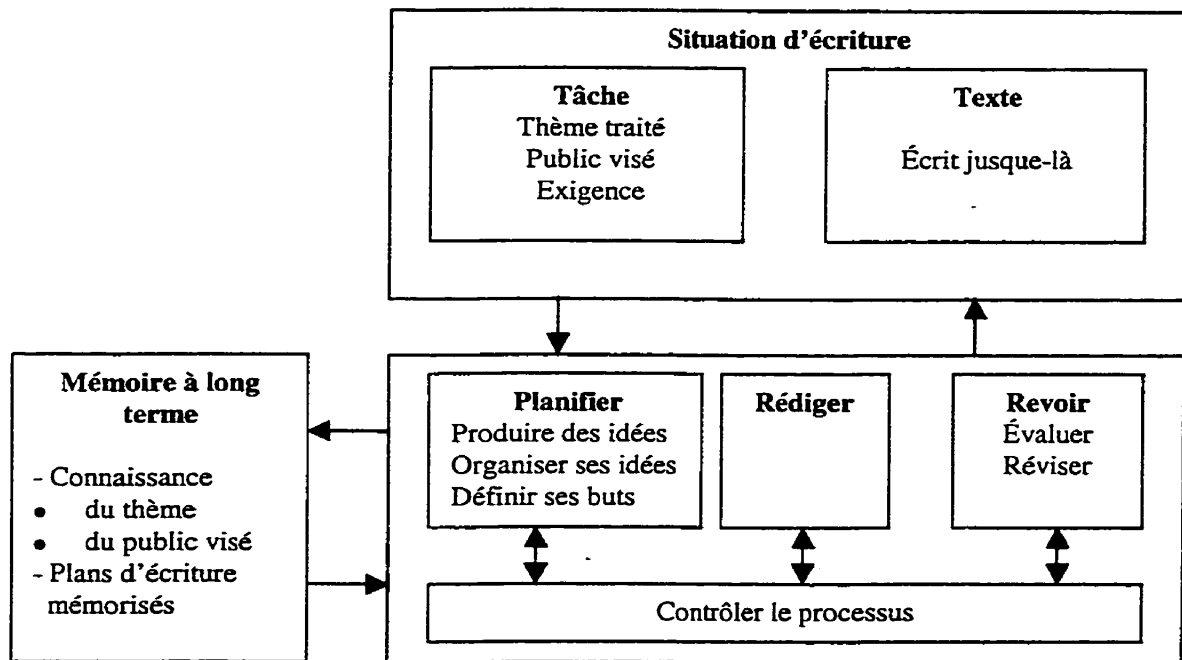 Situation d'écriture
Tâche
Thème traité
Public visé
Exigence
Texte
Écrit jusque-là
Mémoire à long
terme
- Connaissance
• du thème
• du public visé
- Plans d'écriture
mémorisés
Planifier
Produire des idées
Organiser ses idées
Définir ses buts
Rédiger
Revoir
Évaluer
Réviser
Contrôler le processus